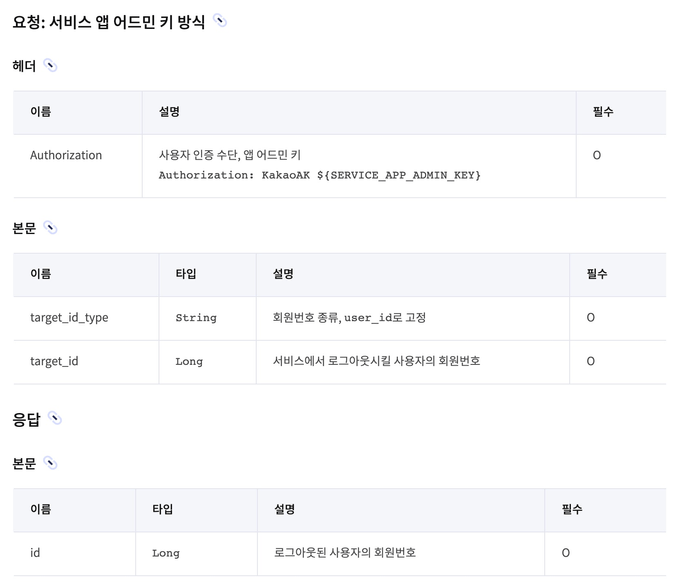 요청: 서비스 앱 어드민 키 방식
헤더
이름 설명 필수
Authorization 사용자 인증 수단, 앱 어드민 키 O
Authorization: KakaoAK ${SERVICE_APP_ADMIN_KEY}
본문
이름 타입 설명 필수
target_id_type String 회원번호 종류, user_id로 고정 O
target_id Long 서비스에서 로그아웃시킬 사용자의 회원번호 O
응답
본문
이름 타입 설명 필수
id Long 로그아웃된 사용자의 회원번호 O